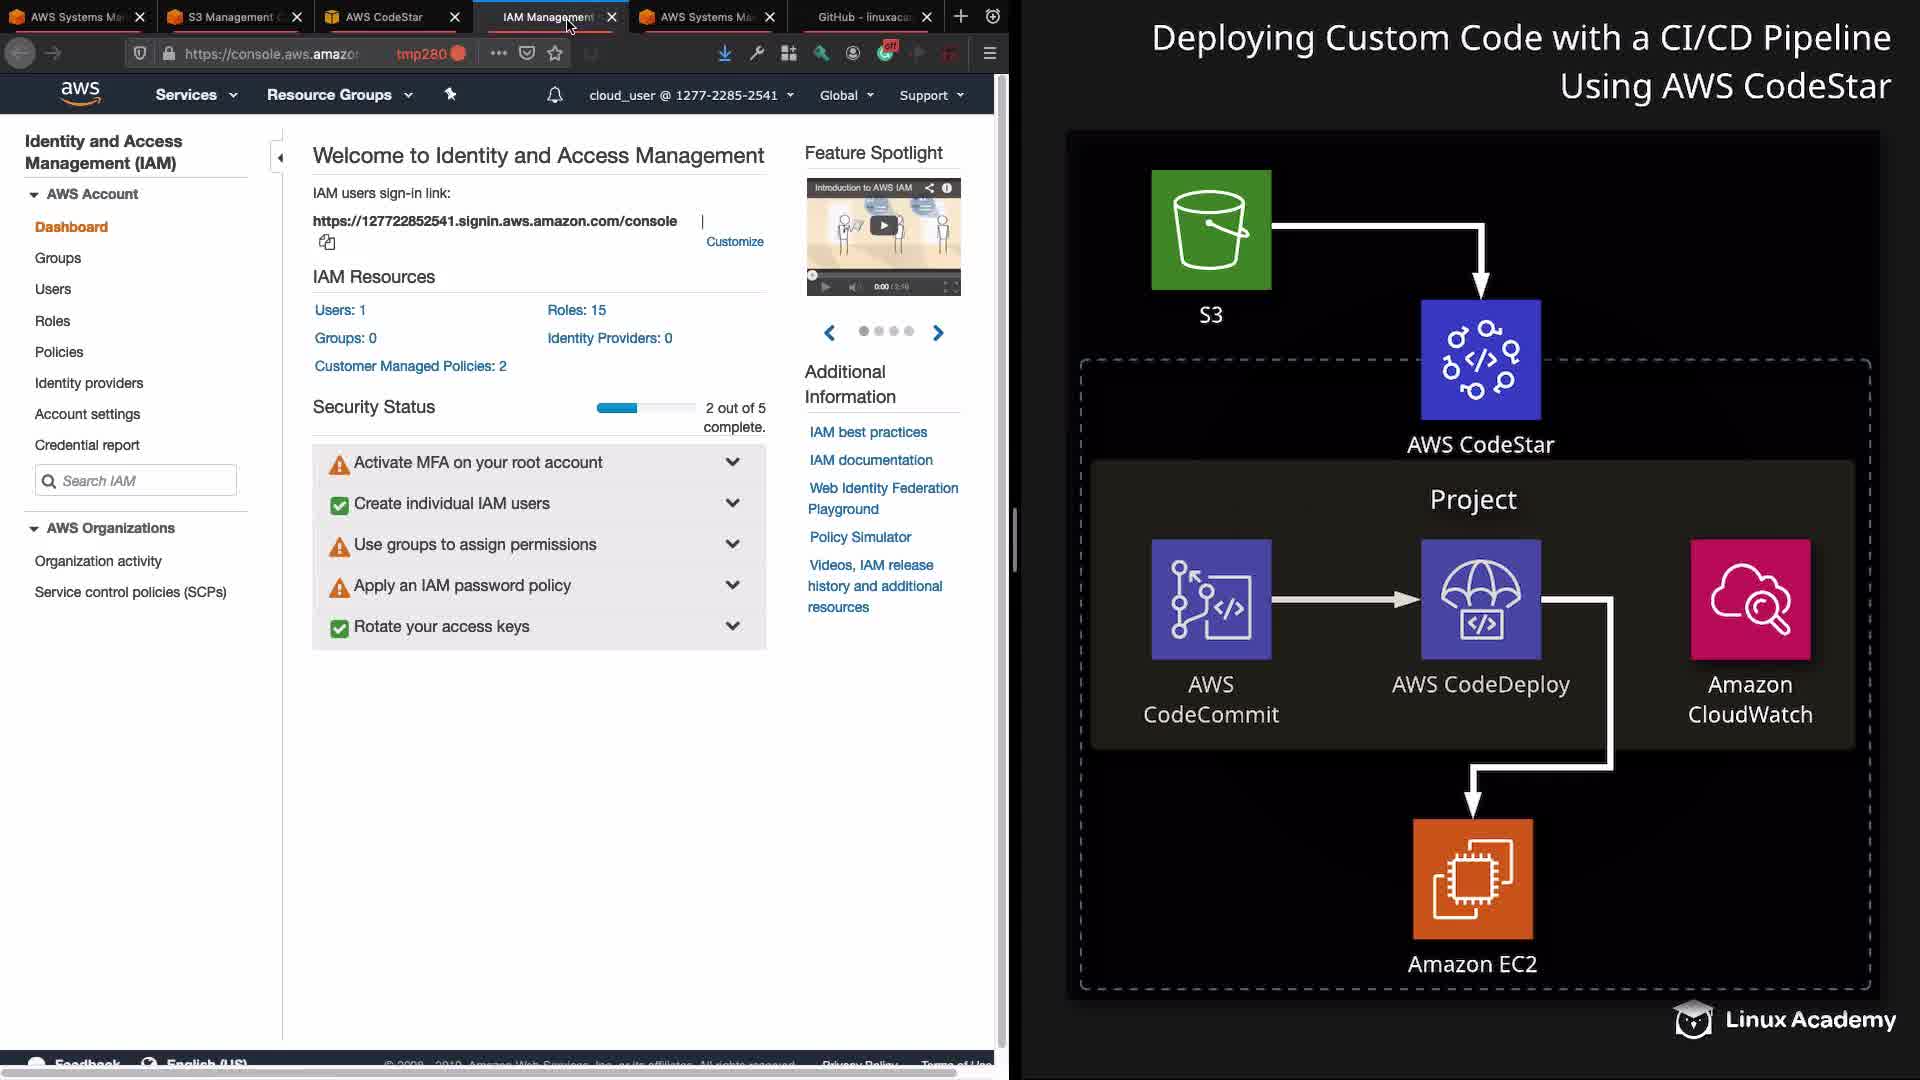 AWS Systems Ma
S3 Management
AWS CodeStar
IAM Management
AWS Systems Ma
GitHub - linuxaca
https://console.aws.amazo
tmp280
off
aws
Services
Resource Groups
cloud_user @ 1277-2285-2541
Global
Support
Identity and Access
Management (IAM)
AWS Account
Dashboard
Groups
Users
Roles
Policies
Identity providers
Account settings
Credential report
Search IAM
AWS Organizations
Organization activity
Service control policies (SCPs)
Welcome to Identity and Access Management
IAM users sign-in link:
https://127722852541.signin.aws.amazon.com/console
Customize
IAM Resources
Users: 1
Roles: 15
Groups: 0
Identity Providers: 0
Customer Managed Policies: 2
Security Status
2 out of 5
complete.
Activate MFA on your root account
Create individual IAM users
Use groups to assign permissions
Apply an IAM password policy
Rotate your access keys
Feature Spotlight
Introduction to AWS IAM
0:00 / 2:16
Additional
Information
IAM best practices
IAM documentation
Web Identity Federation
Playground
Policy Simulator
Videos, IAM release
history and additional
resources
Feedback
English (US)
Privacy Policy
Terms of Use
Deploying Custom Code with a CI/CD Pipeline
Using AWS CodeStar
S3
AWS CodeStar
Project
AWS
CodeCommit
AWS CodeDeploy
Amazon
CloudWatch
Amazon EC2
Linux Academy